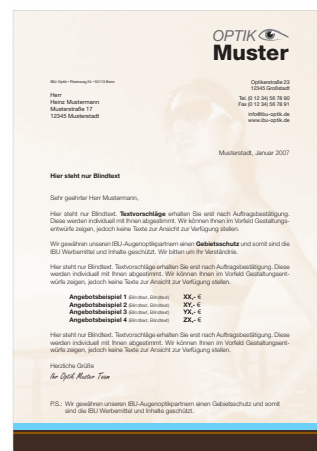 OPTIK
Muster
IBU-Optik • Rheinweg 24 • 53113 Bonn
Optikerstraße 23
12345 Großstadt
Tel. (0 12 34) 56 78 90
Fax (0 12 34) 56 78 91
info@ibu-optik.de
www.ibu-optik.de
Herr
Heinz Mustermann
Musterstraße 17
12345 Musterstadt
Musterstadt, Januar 2007
Hier steht nur Blindtext
Sehr geehrter Herr Mustermann,
Hier steht nur Blindtext. Textvorschläge erhalten Sie erst nach Auftragsbestätigung.
Diese werden individuell mit Ihnen abgestimmt. Wir können Ihnen im Vorfeld Gestaltungs-
entwürfe zeigen, jedoch keine Texte zur Ansicht zur Verfügung stellen.
Wir gewähren unseren IBU-Augenoptikpartnern einen Gebietsschutz und somit sind die
IBU Werbemittel und Inhalte geschützt. Wir bitten um Ihr Verständnis.
Hier steht nur Blindtext. Textvorschläge erhalten Sie erst nach Auftragsbestätigung. Diese
werden individuell mit Ihnen abgestimmt. Wir können Ihnen im Vorfeld Gestaltungsent-
würfe zeigen, jedoch keine Texte zur Ansicht zur Verfügung stellen.
Angebotsbeispiel 1 (Blindtext, Blindtext) XX,- €
Angebotsbeispiel 2 (Blindtext, Blindtext) XY,- €
Angebotsbeispiel 3 (Blindtext, Blindtext) YX,- €
Angebotsbeispiel 4 (Blindtext, Blindtext) ZX,- €
Hier steht nur Blindtext. Textvorschläge erhalten Sie erst nach Auftragsbestätigung. Diese
werden individuell mit Ihnen abgestimmt. Wir können Ihnen im Vorfeld Gestaltungsent-
würfe zeigen, jedoch keine Texte zur Ansicht zur Verfügung stellen.
Herzliche Grüße
Ihr Optik Muster Team
P.S.: Wir gewähren unseren IBU-Augenoptikpartnern einen Gebietsschutz und somit
sind die IBU Werbemittel und Inhalte geschützt.